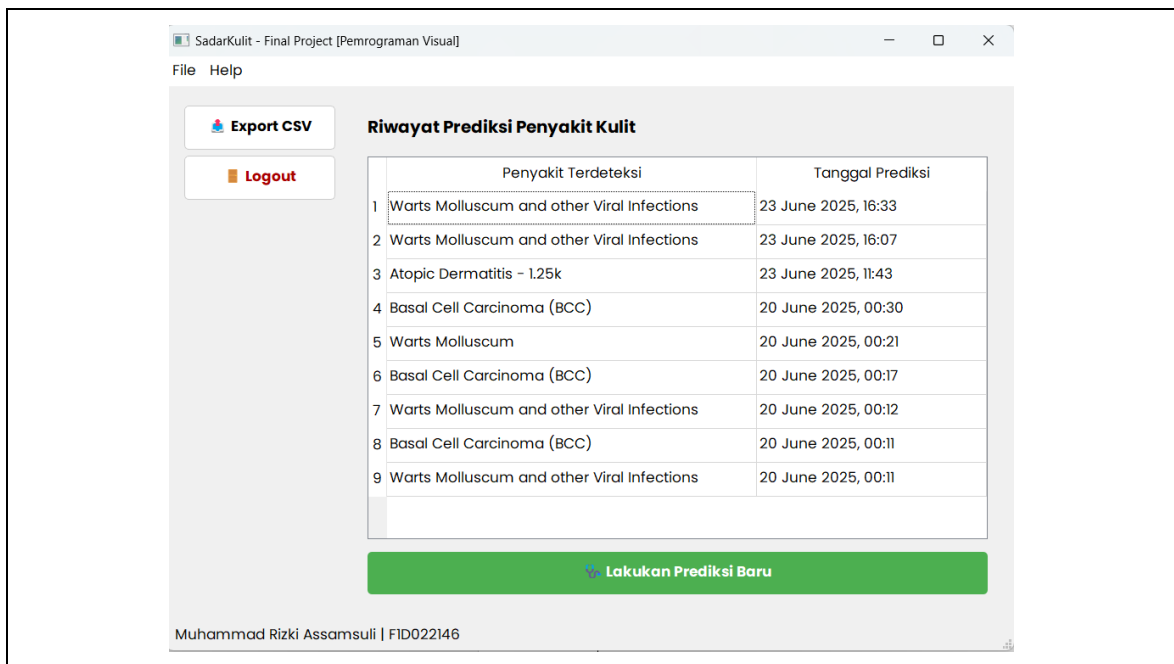 SadarKulit - Final Project [Pemrograman Visual]
File Help
Export CSV
Logout
Riwayat Prediksi Penyakit Kulit
Penyakit Terdeteksi Tanggal Prediksi
1 Warts Molluscum and other Viral Infections 23 June 2025, 16:33
2 Warts Molluscum and other Viral Infections 23 June 2025, 16:07
3 Atopic Dermatitis - 1.25k 23 June 2025, 11:43
4 Basal Cell Carcinoma (BCC) 20 June 2025, 00:30
5 Warts Molluscum 20 June 2025, 00:21
6 Basal Cell Carcinoma (BCC) 20 June 2025, 00:17
7 Warts Molluscum and other Viral Infections 20 June 2025, 00:12
8 Basal Cell Carcinoma (BCC) 20 June 2025, 00:11
9 Warts Molluscum and other Viral Infections 20 June 2025, 00:11
Lakukan Prediksi Baru
Muhammad Rizki Assamsuli | F1D022146